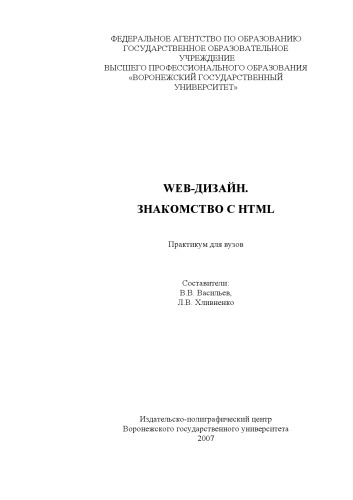 ФЕДЕРАЛЬНОЕ АГЕНТСТВО ПО ОБРАЗОВАНИЮ
ГОСУДАРСТВЕННОЕ ОБРАЗОВАТЕЛЬНОЕ
УЧРЕЖДЕНИЕ
ВЫСШЕГО ПРОФЕССИОНАЛЬНОГО ОБРАЗОВАНИЯ
«ВОРОНЕЖСКИЙ ГОСУДАРСТВЕННЫЙ
УНИВЕРСИТЕТ»
WEB-ДИЗАЙН.
ЗНАКОМСТВО С HTML
Практикум для вузов
Составители:
В.В. Васильев,
Л.В. Хливненко
Издательско-полиграфический центр
Воронежского государственного университета
2007